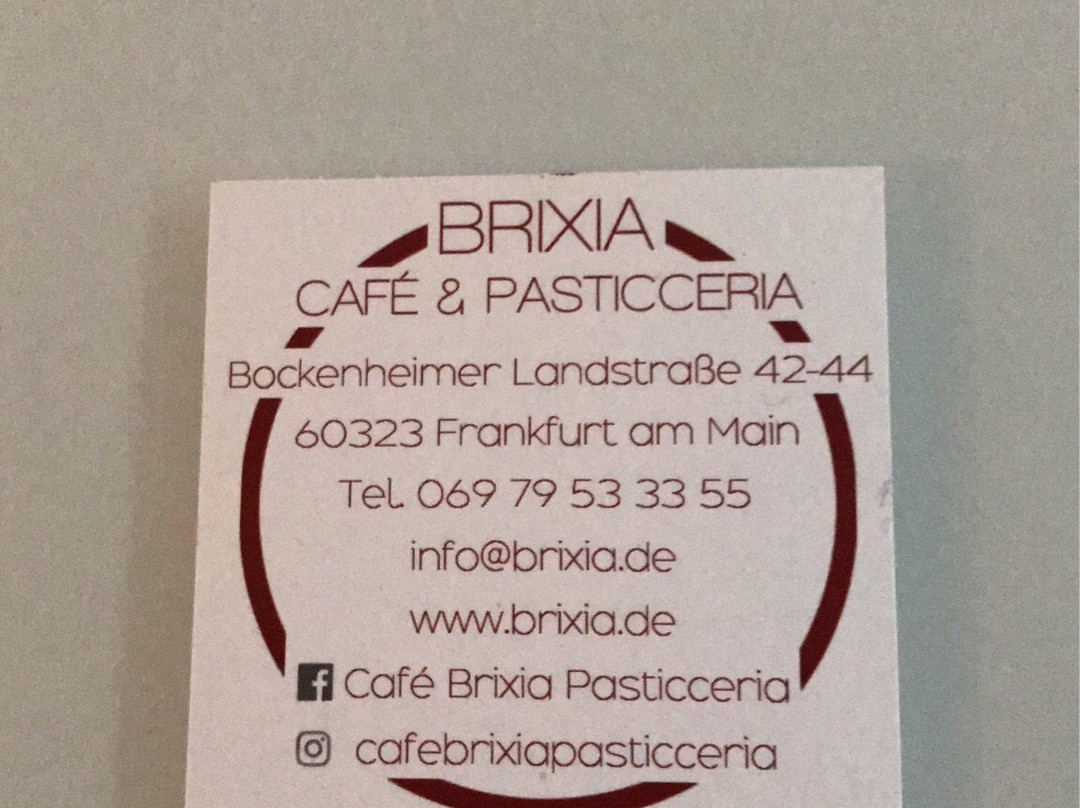 BRIXIA
CAFÉ & PASTICCERIA
Bockenheimer Landstraße 42-44
60323 Frankfurt am Main
Tel. 069 79 53 33 55
info@brixia.de
www.brixia.de
Café Brixia Pasticceria
cafebrixiapasticceria